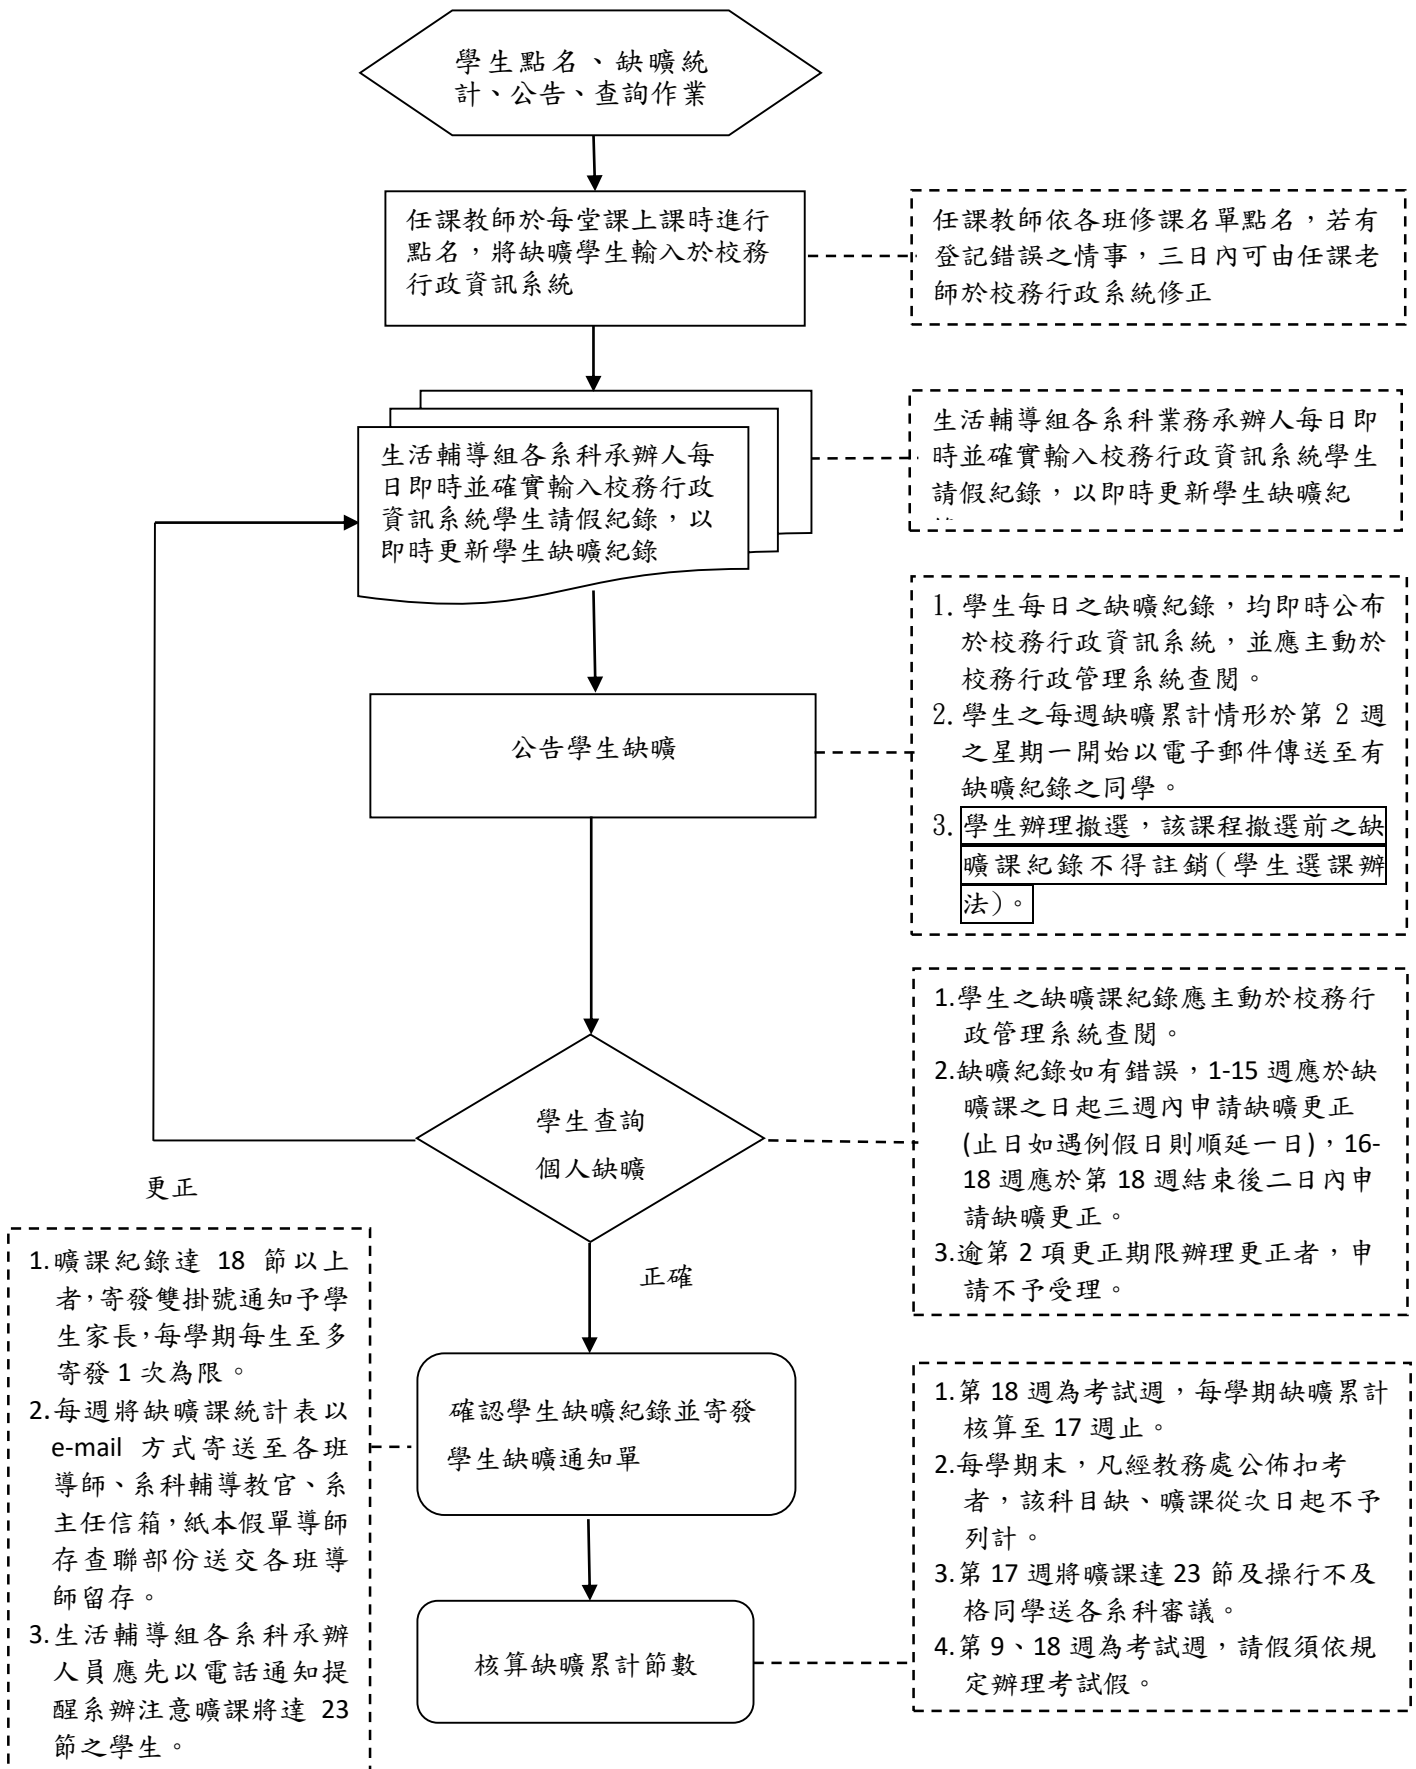 學生點名、缺曠統
計、公告、查詢作業
任課教師於每堂課上課時進行
點名，將缺曠學生輸入於校務
行政資訊系統
任課教師依各班修課名單點名，若有
登記錯誤之情事，三日內可由任課老
師於校務行政系統修正
生活輔導組各系科承辦人每
日即時並確實輸入校務行政
資訊系統學生請假紀錄，以
即時更新學生缺曠紀錄
生活輔導組各系科業務承辦人每日即
時並確實輸入校務行政資訊系統學生
請假紀錄，以即時更新學生缺曠紀
公告學生缺曠
1. 學生每日之缺曠紀錄，均即時公布
於校務行政資訊系統，並應主動於
校務行政管理系統查閱。
2. 學生之每週缺曠累計情形於第 2 週
之星期一開始以電子郵件傳送至有
缺曠紀錄之同學。
3. 學生辦理撤選，該課程撤選前之缺
曠課紀錄不得註銷(學生選課辦
法)。
學生查詢
個人缺曠
1.學生之缺曠課紀錄應主動於校務行
政管理系統查閱。
2.缺曠紀錄如有錯誤，1-15 週應於缺
曠課之日起三週內申請缺曠更正
(止日如遇例假日則順延一日)，16-
18 週應於第 18 週結束後二日內申
請缺曠更正。
3.逾第 2 項更正期限辦理更正者，申
請不予受理。
更正
正確
1.曠課紀錄達 18 節以上
者，寄發雙掛號通知予學
生家長，每學期每生至多
寄發 1 次為限。
2.每週將缺曠課統計表以
e-mail 方式寄送至各班
導師、系科輔導教官、系
主任信箱，紙本假單導師
存查聯部份送交各班導
師留存。
3.生活輔導組各系科承辦
人員應先以電話通知提
醒系辦注意曠課將達 23
節之學生。
確認學生缺曠紀錄並寄發
學生缺曠通知單
1.第 18 週為考試週，每學期缺曠累計
核算至 17 週止。
2.每學期末，凡經教務處公佈扣考
者，該科目缺、曠課從次日起不予
列計。
3.第 17 週將曠課達 23 節及操行不及
格同學送各系科審議。
4.第 9、18 週為考試週，請假須依規
定辦理考試假。
核算缺曠累計節數